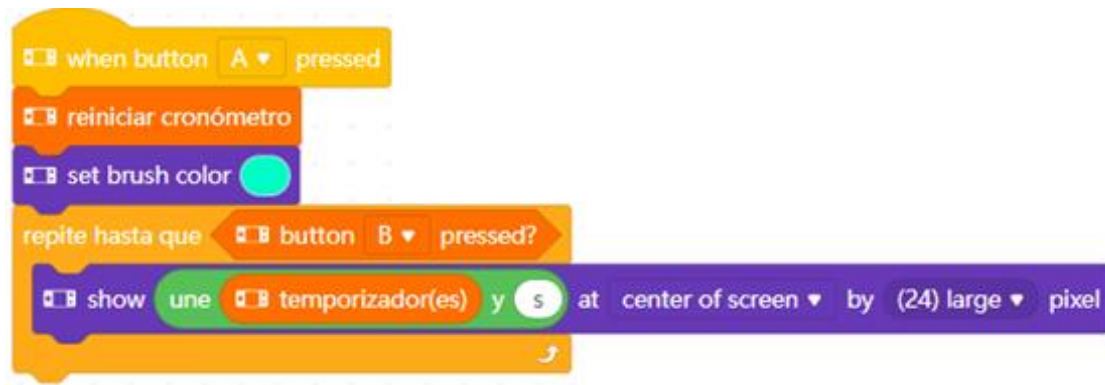 when button A pressed
reiniciar cronómetro
set brush color
repite hasta que button B pressed?
show une temporizador(es) y s at center of screen by (24) large pixel